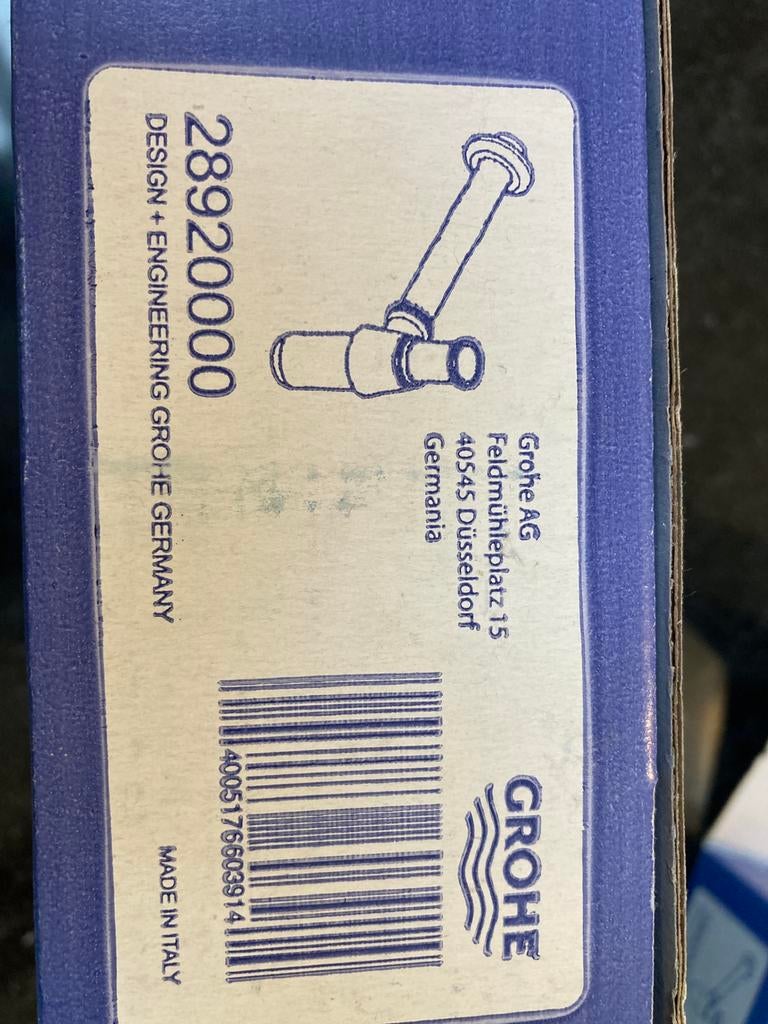 Grohe AG
Feldmühleplatz 15
40545 Düsseldorf
Germania
GROHE
28920000
DESIGN + ENGINEERING GROHE GERMANY
4005176603914
MADE IN ITALY